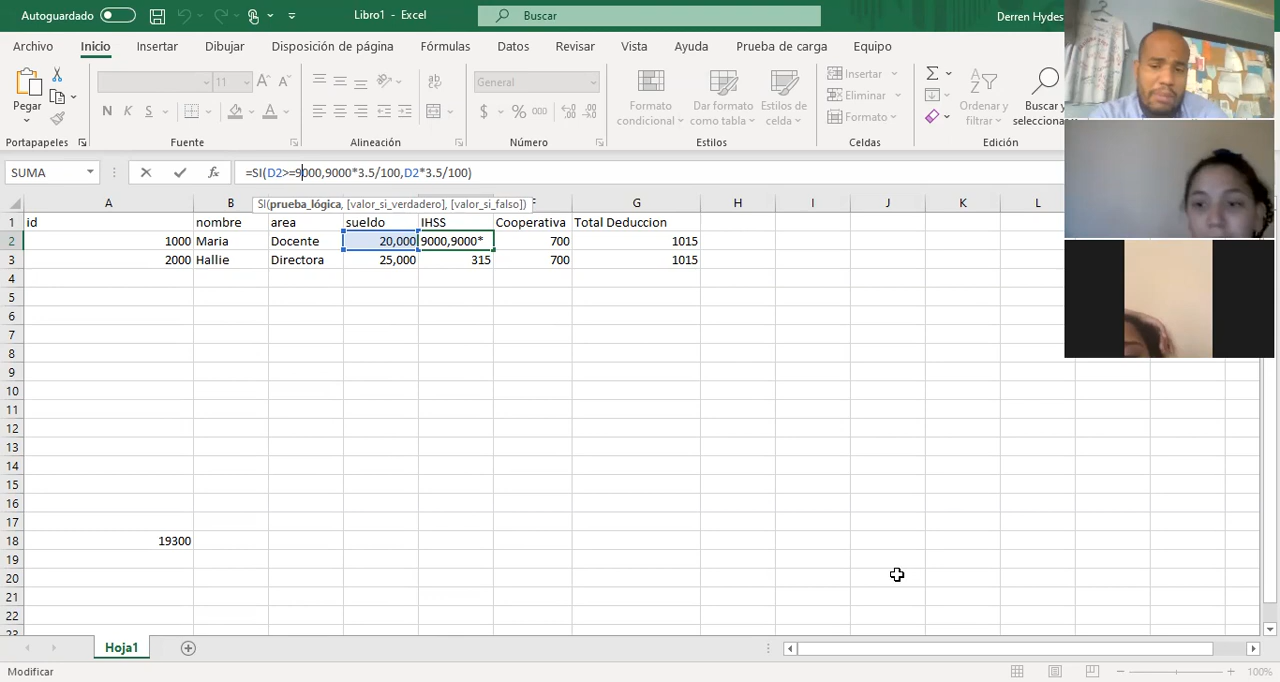 Autoguardado
Libro1 - Excel
Buscar
Derren Hydes
Archivo Inicio Insertar Dibujar Disposición de página Fórmulas Datos Revisar Vista Ayuda Prueba de carga Equipo
Pegar
11 A A
N K S
ab
General
$ % 000
Formato condicional
Dar formato como tabla
Estilos de celda
Insertar
Eliminar
Formato
Ordenar y filtrar
Buscar y selecciona
Portapapeles Fuente Alineación Número Estilos Celdas Edición
SUMA =SI(D2>=9000,9000*3.5/100,D2*3.5/100)
SI(prueba_lógica, [valor_si_verdadero], [valor_si_falso])
A B G H I J K L
1 id nombre area sueldo IHSS Cooperativa Total Deduccion
2 1000 Maria Docente 20,000 9000,9000* 700 1015
3 2000 Hallie Directora 25,000 315 700 1015
4
5
6
7
8
9
10
11
12
13
14
15
16
17
18 19300
19
20
21
22
23
Hoja1
Modificar
100%